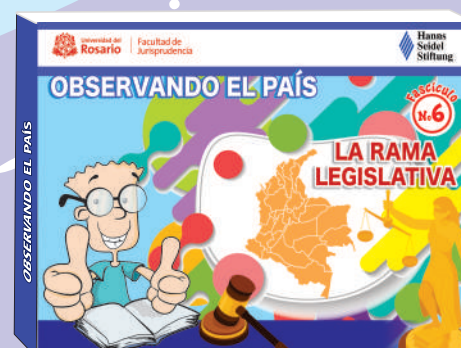 Universidad del
Rosario
Facultad de
Jurisprudencia
Hanns
Seidel
Stiftung
OBSERVANDO EL PAÍS
Fascículo
No6
LA RAMA
LEGISLATIVA
OBSERVANDO EL PAÍS